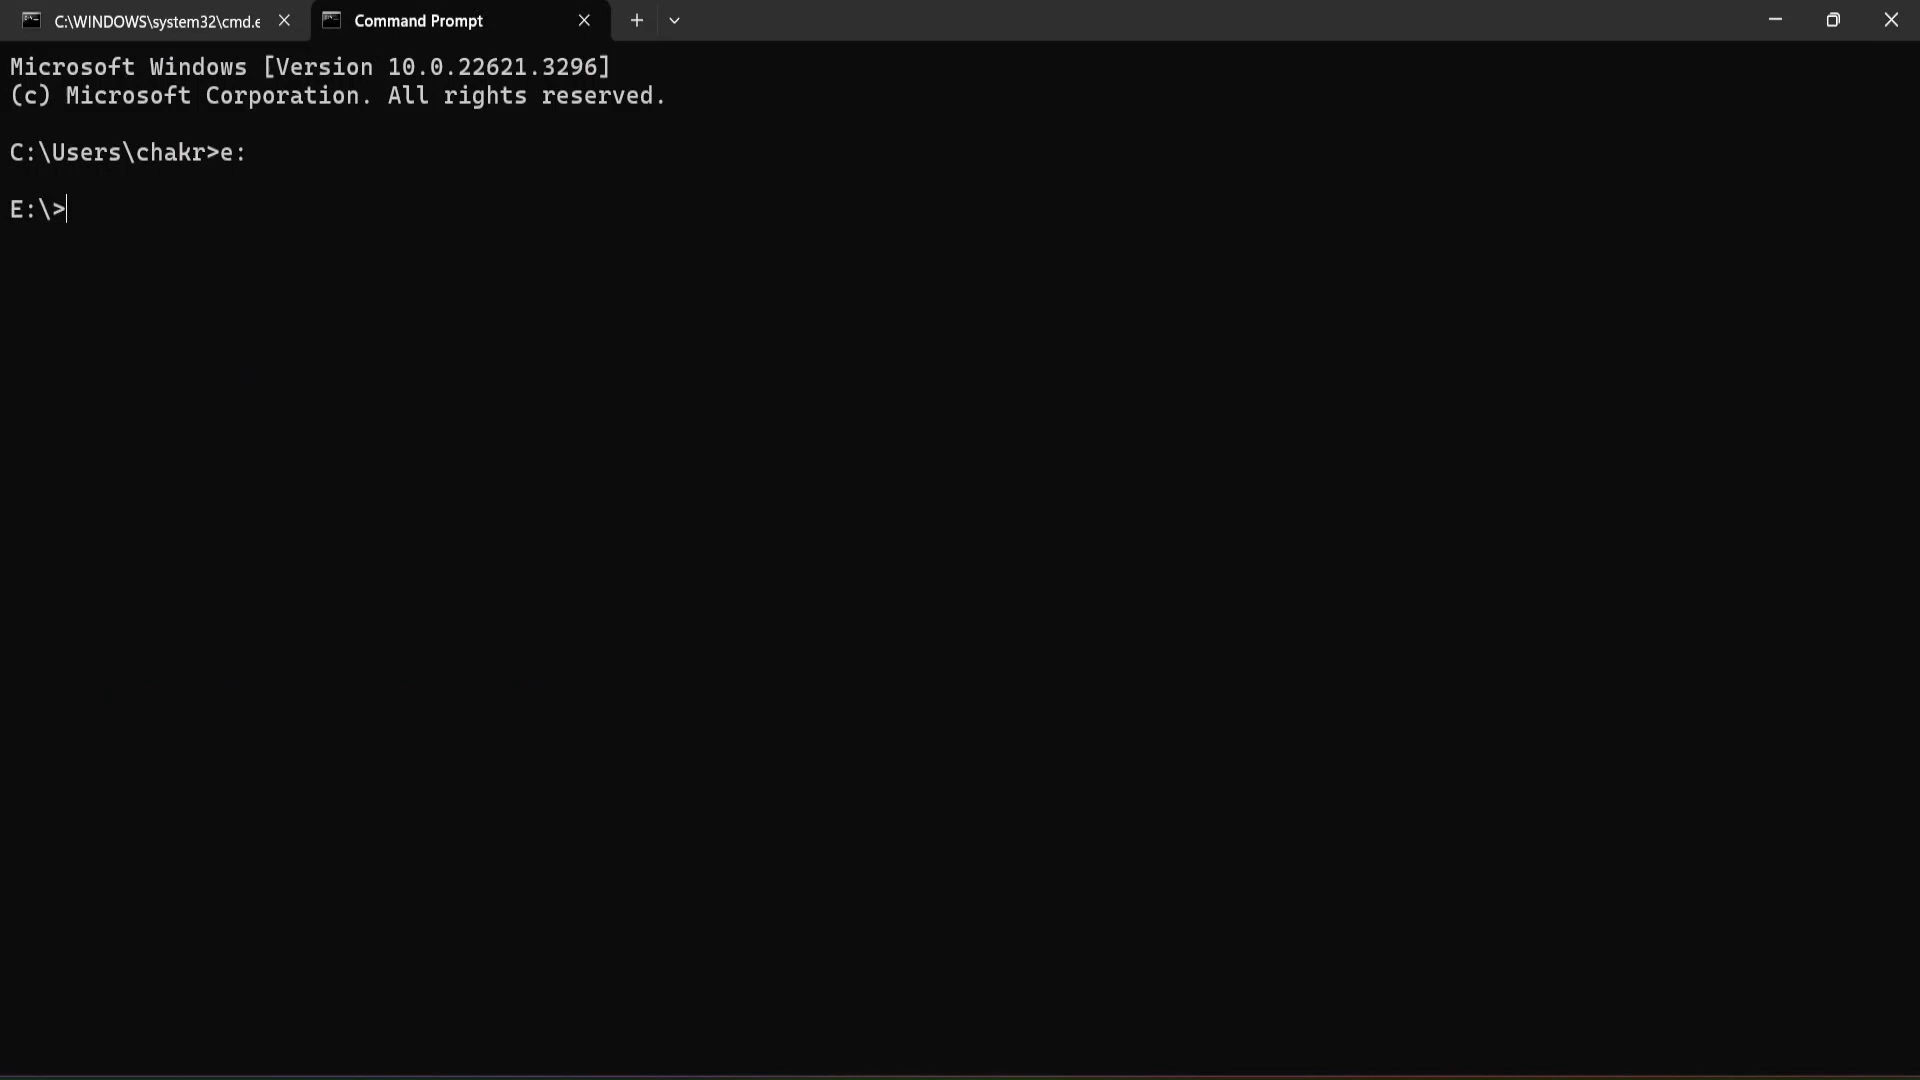 C:\WINDOWS\system32\cmd.e
Command Prompt
Microsoft Windows [Version 10.0.22621.3296]
(c) Microsoft Corporation. All rights reserved.
C:\Users\chakr>e:
E:\>